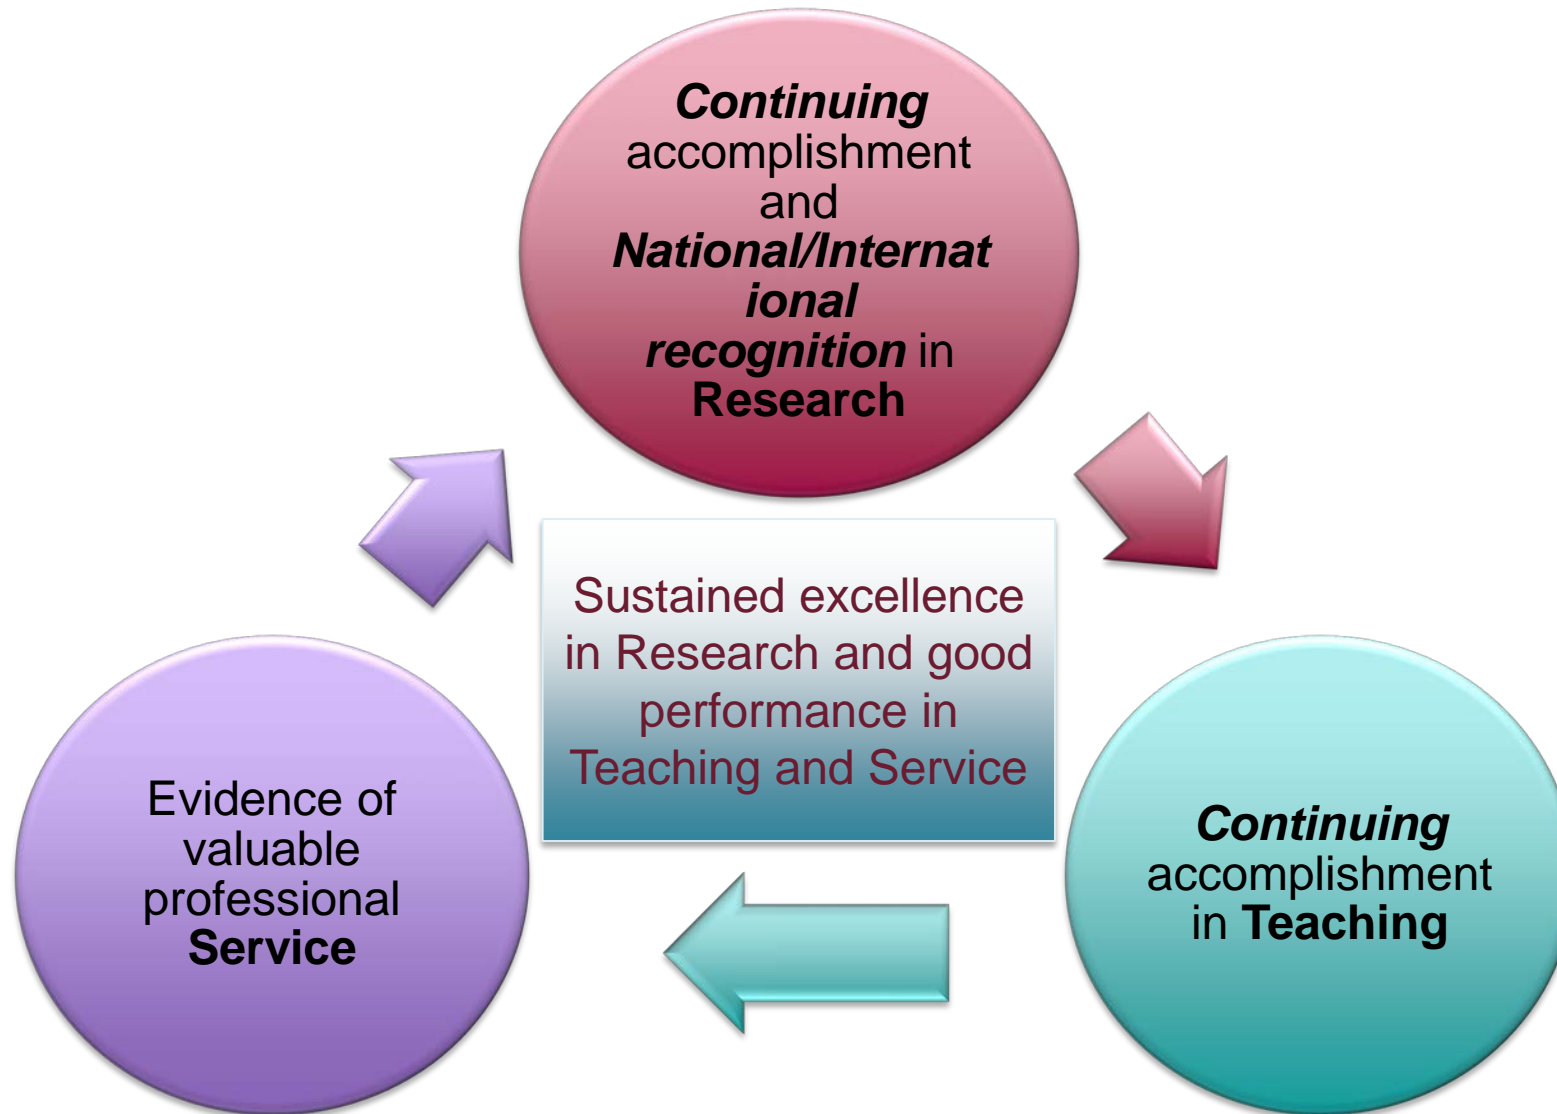 Continuing
accomplishment
and
National/Internat
ional
recognition in
Research
Sustained excellence
in Research and good
performance in
Teaching and Service
Evidence of
valuable
professional
Service
Continuing
accomplishment
in Teaching